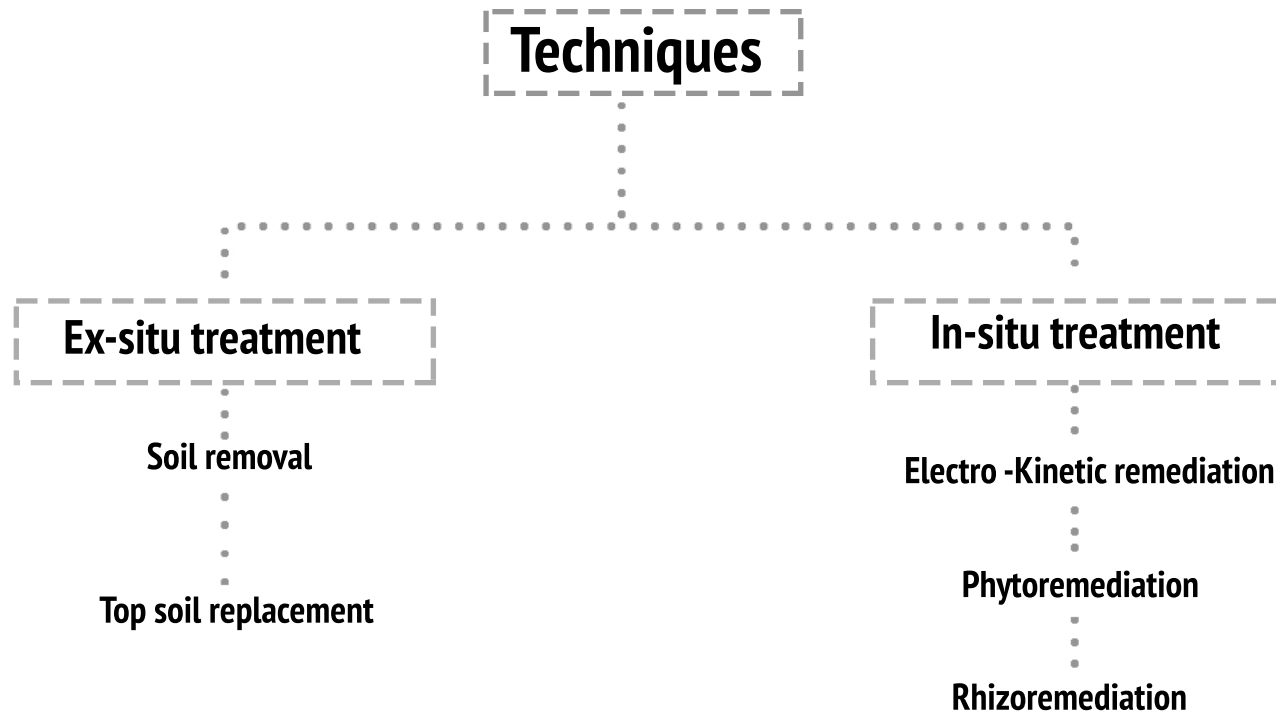 Techniques
Ex-situ treatment
Soil removal
Top soil replacement
In-situ treatment
Electro -Kinetic remediation
Phytoremediation
Rhizoremediation